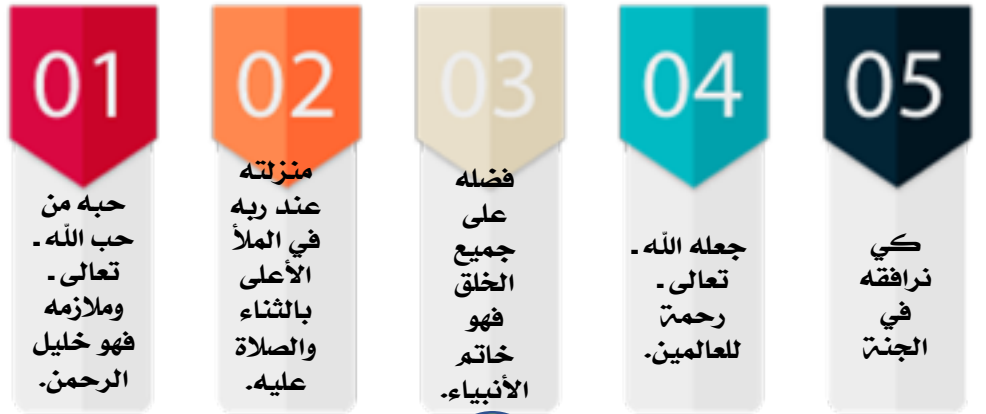 01
حبه من
حب الله ـ
تعالى ـ
وملازمه
فهو خليل
الرحمن.
02
منزلته
عند ربه
في الملأ
الأعلى
بالثناء
والصلاة
عليه.
03
فضله
على
جميع
الخلق
فهو
خاتم
الأنبياء.
04
جعله الله ـ
تعالى ـ
رحمة
للعالمين.
05
كي
نرافقه
في
الجنة